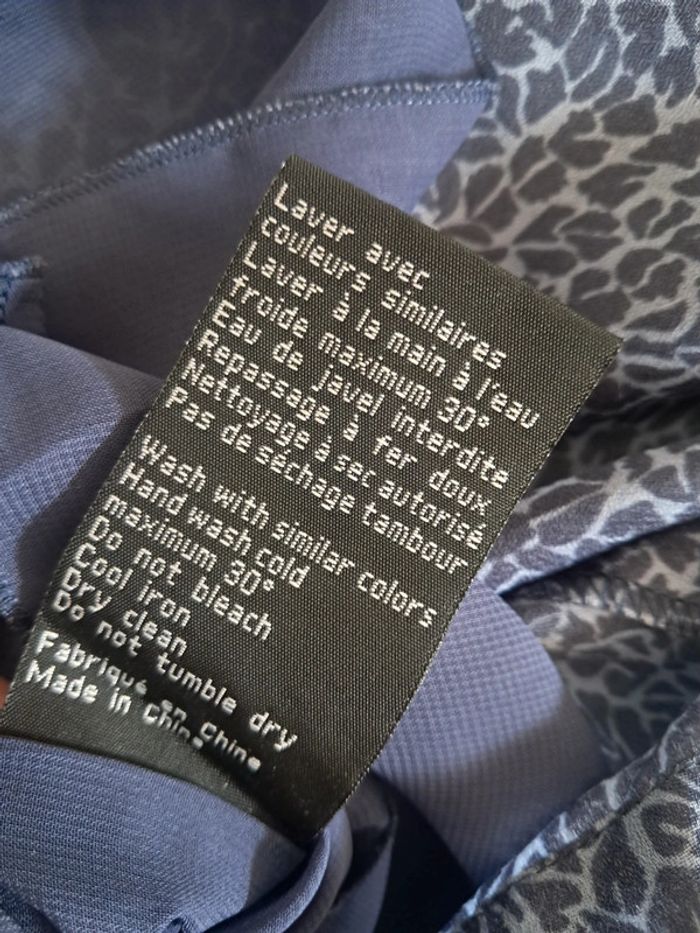 Laver avec
couleurs similaires
Laver à la main à l'eau
froide maximum 30°
Eau de javel interdite
Repassage à fer doux
Nettoyage à sec autorisé
Pas de séchage tambour
Wash with similar colors
Hand wash cold
maximum 30°
Do not bleach
Cool iron
Dry clean
Do not tumble dry
Fabriqué en Chine
Made in China